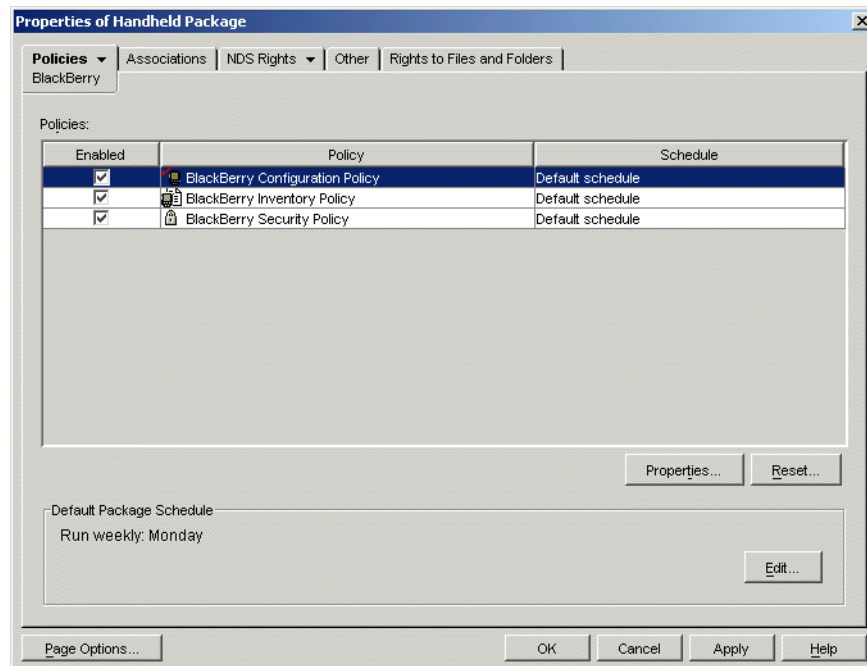 Properties of Handheld Package
Policies Associations NDS Rights Other Rights to Files and Folders
BlackBerry
Policies:
Enabled Policy Schedule
BlackBerry Configuration Policy Default schedule
BlackBerry Inventory Policy Default schedule
BlackBerry Security Policy Default schedule
Properties... Reset...
Default Package Schedule
Run weekly: Monday
Edit...
Page Options... OK Cancel Apply Help